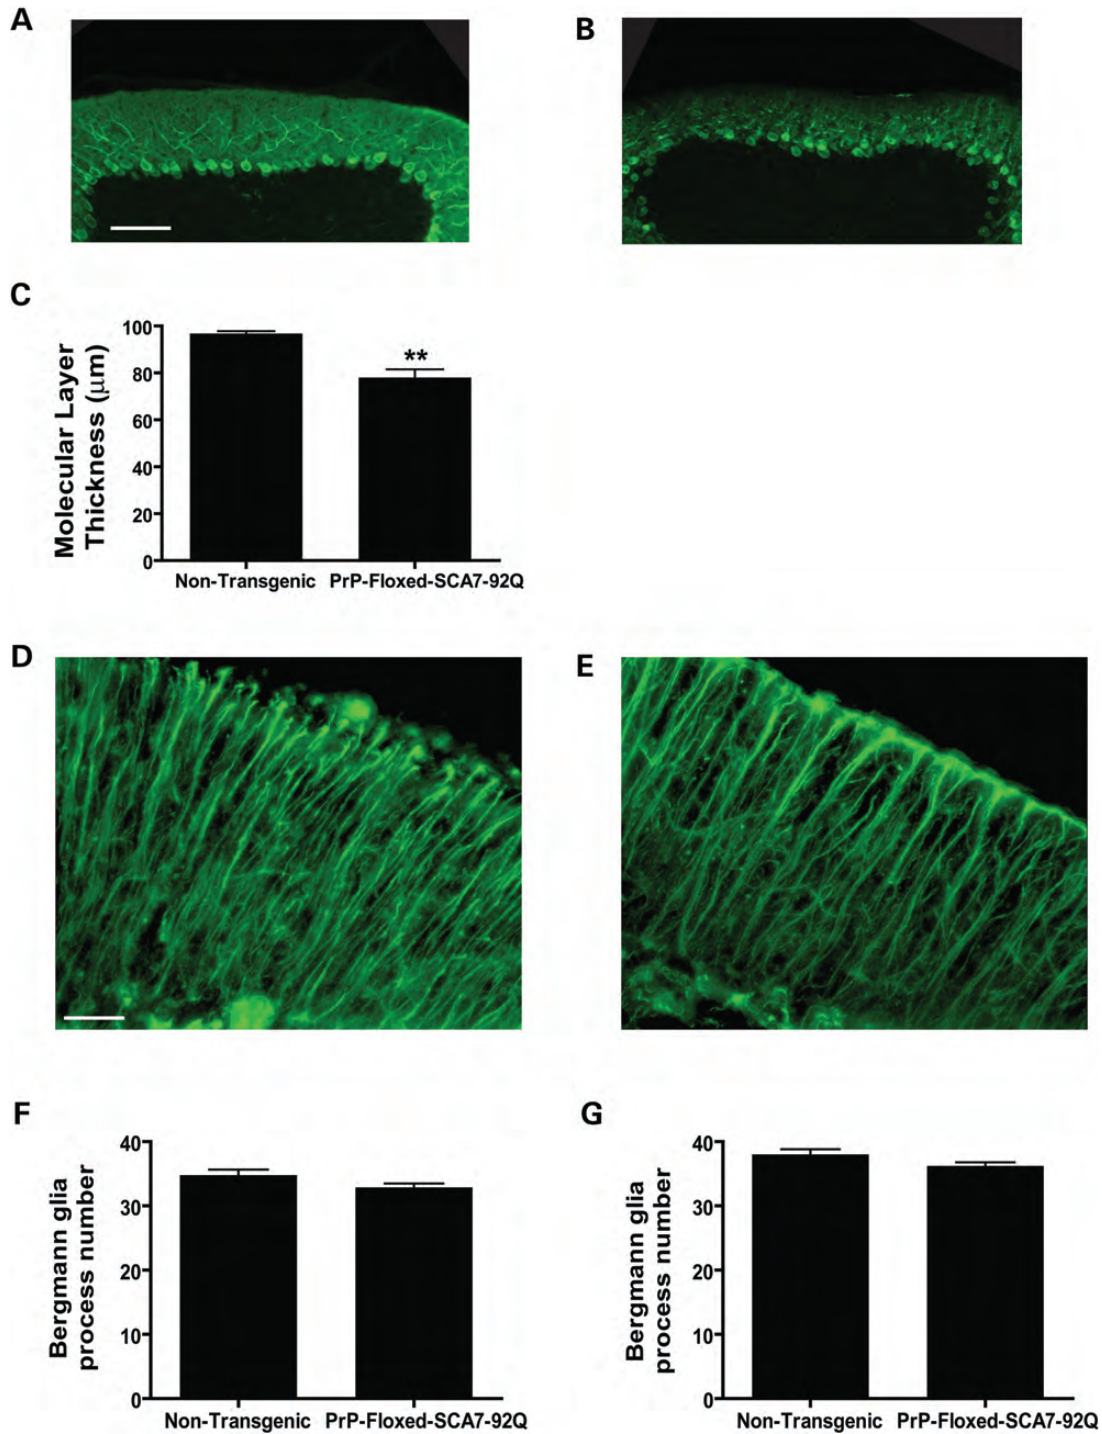 A
B
C
100
80
60
40
20
0
Molecular Layer
Thickness (μm)
**
Non-Transgenic
PrP-Floxed-SCA7-92Q
D
E
F
40
30
20
10
0
Bergmann glia
process number
Non-Transgenic
PrP-Floxed-SCA7-92Q
G
40
30
20
10
0
Bergmann glia
process number
Non-Transgenic
PrP-Floxed-SCA7-92Q